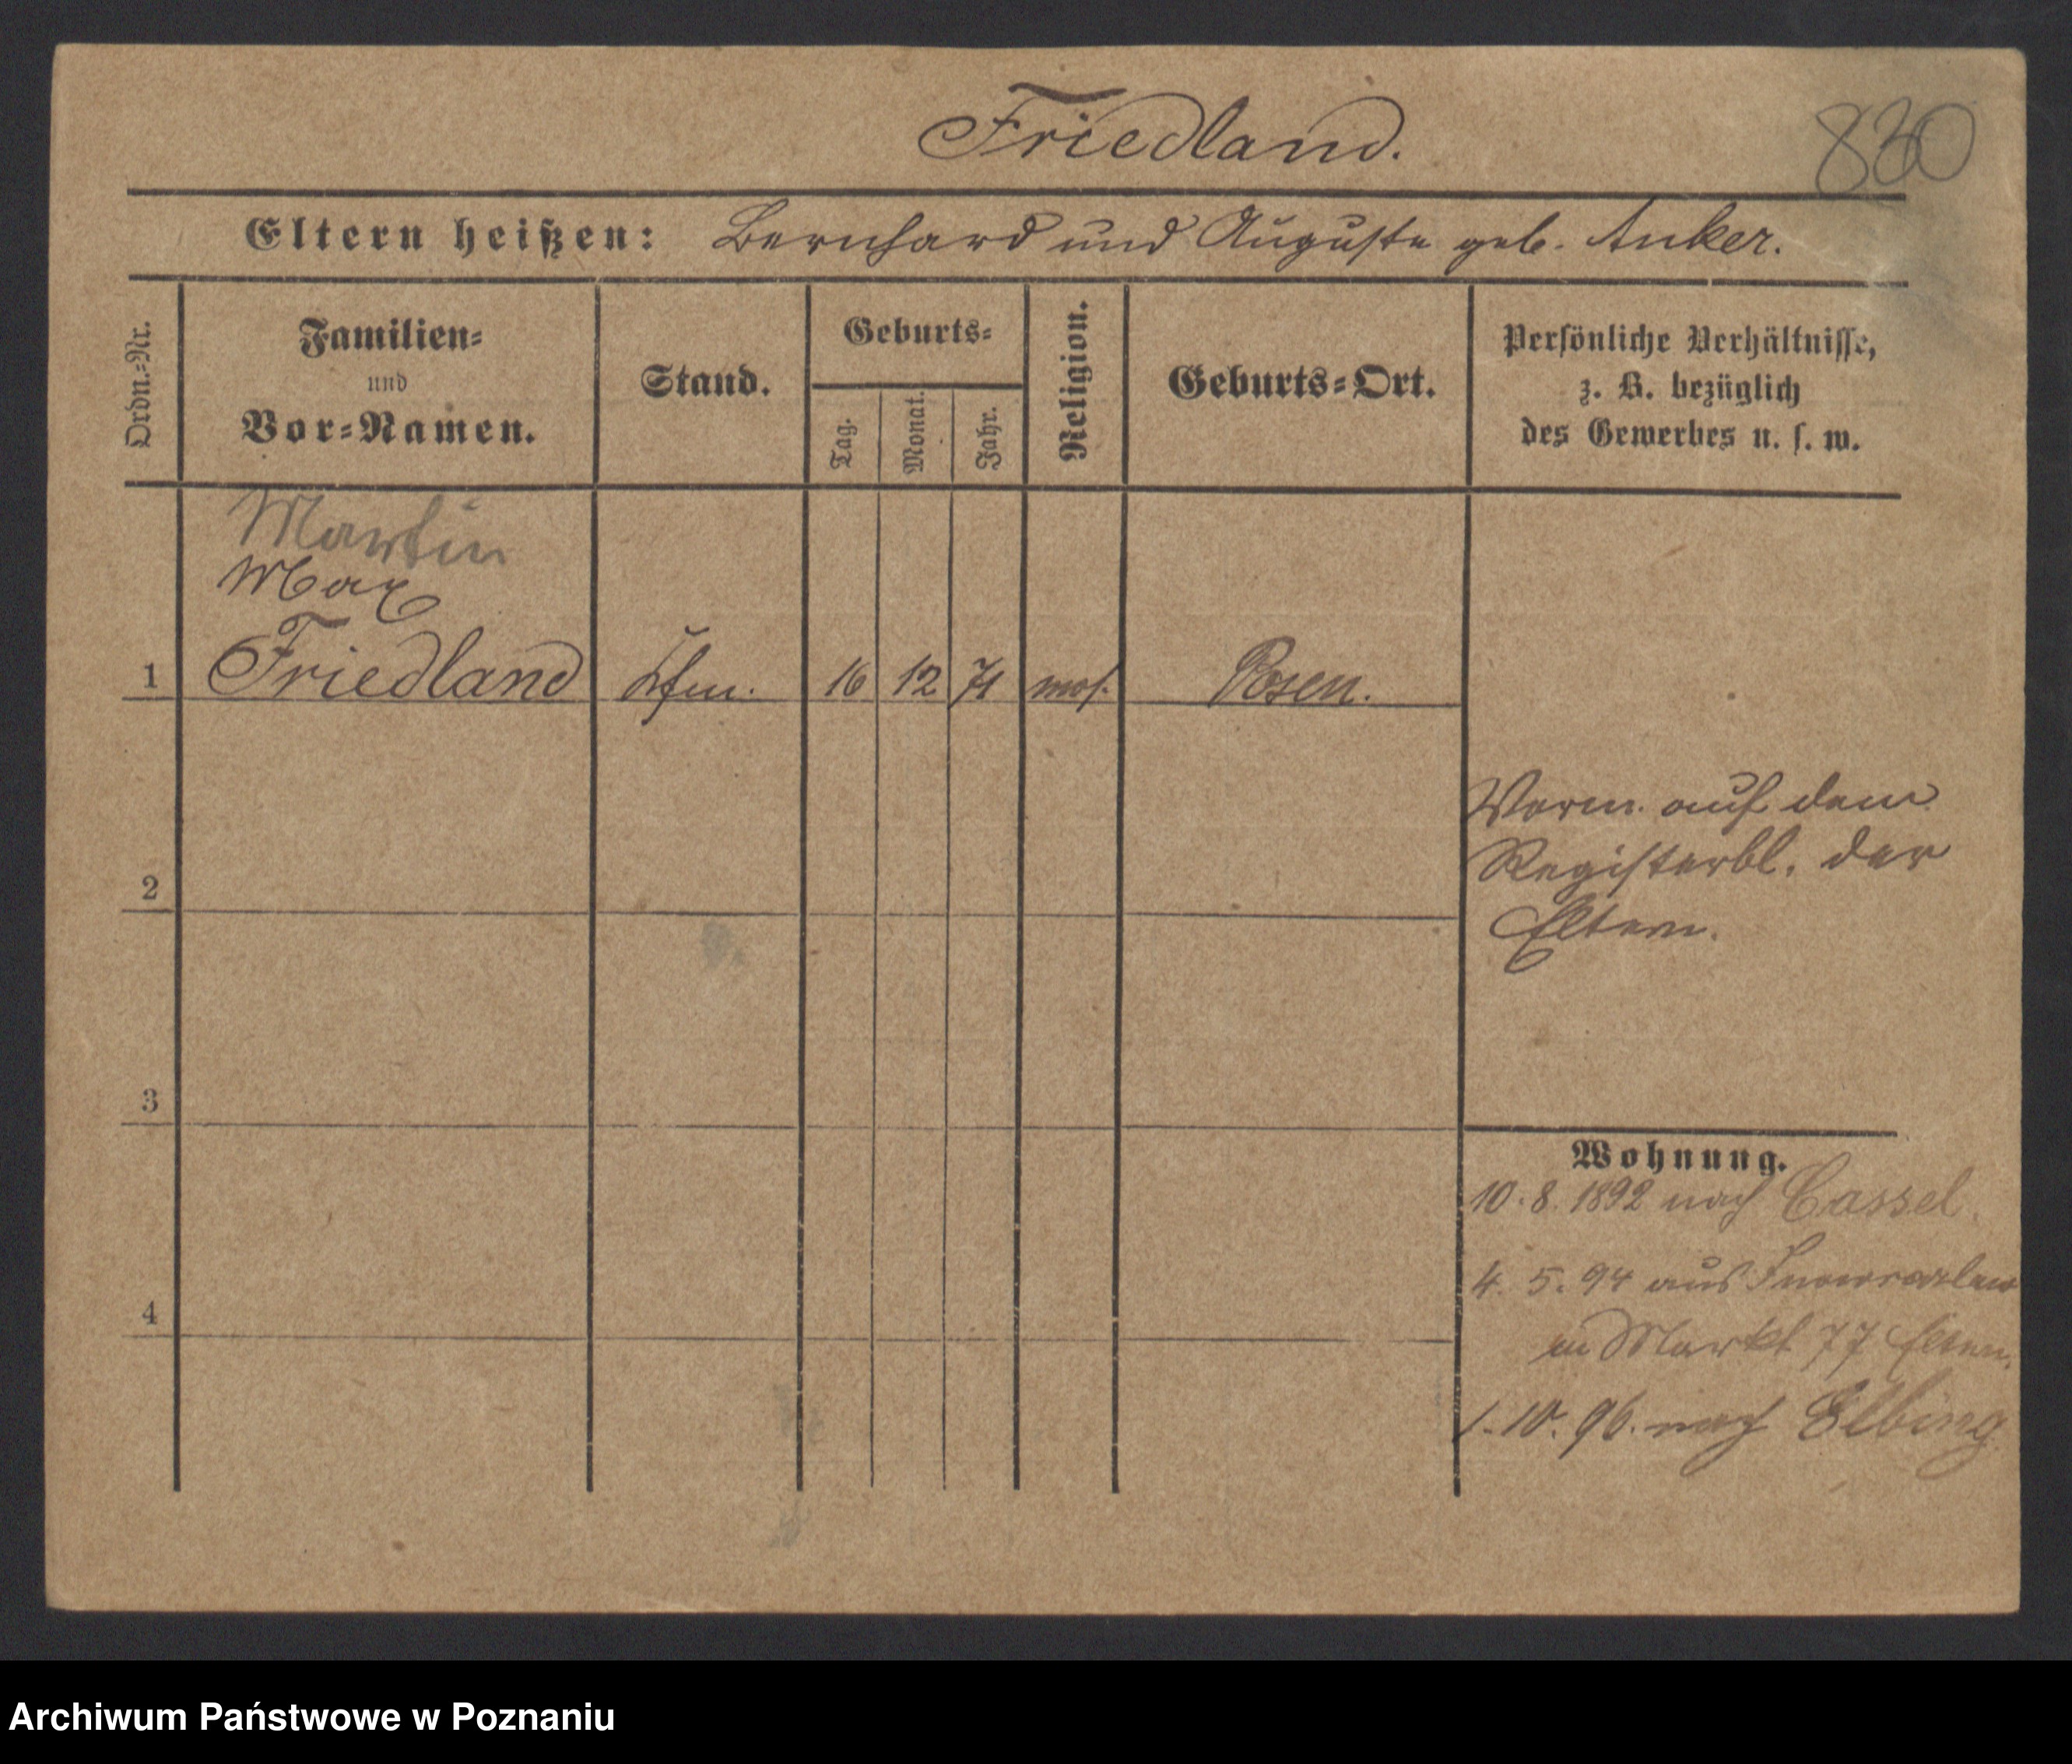 Friedland.
830
Eltern heißen: Bernhard und Auguste geb. Anker.
Ordn.=Nr.
Familien=
und
Vor=Namen.
Stand.
Geburts=
Tag.
Monat.
Jahr.
Religion.
Geburts=Ort.
Persönliche Verhältnisse,
z. B. bezüglich
des Gewerbes u. s. w.
Martin
Max
1 Friedland Kfm. 16 12 71 mos. Posen.
Verm. auf dem
Registerbl. der
Eltern.
2
3
4
Wohnung.
10. 8. 1892 nach Cassel.
4. 5. 94 aus Inowrazlaw
Markt 77
1. 10. 96. nach Elbing
Archiwum Państwowe w Poznaniu